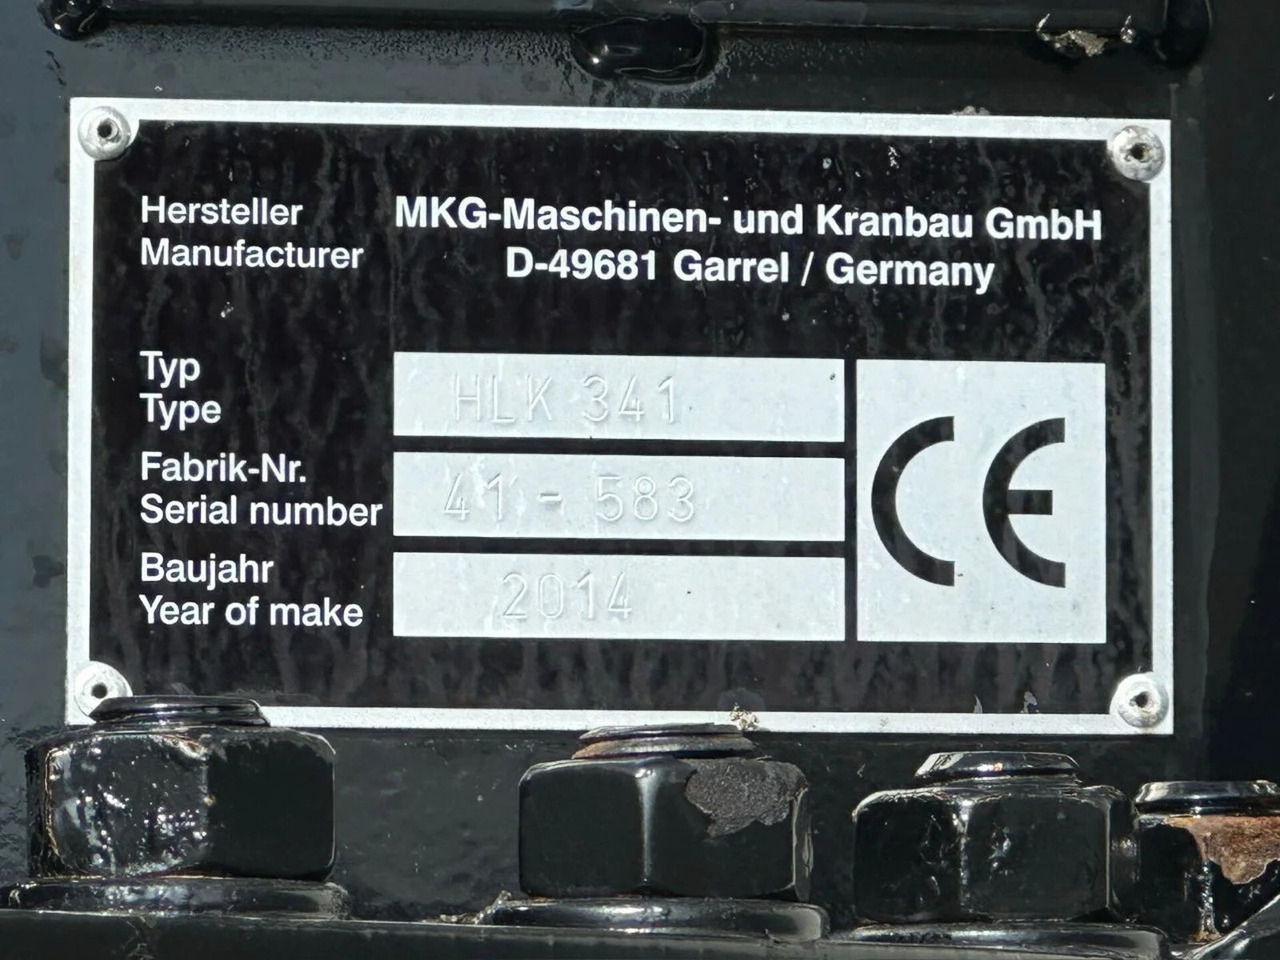 Hersteller
Manufacturer
MKG-Maschinen- und Kranbau GmbH
D-49681 Garrel / Germany
Typ
Type
HLK 341
Fabrik-Nr.
Serial number
41 - 583
Baujahr
Year of make
2014
CE